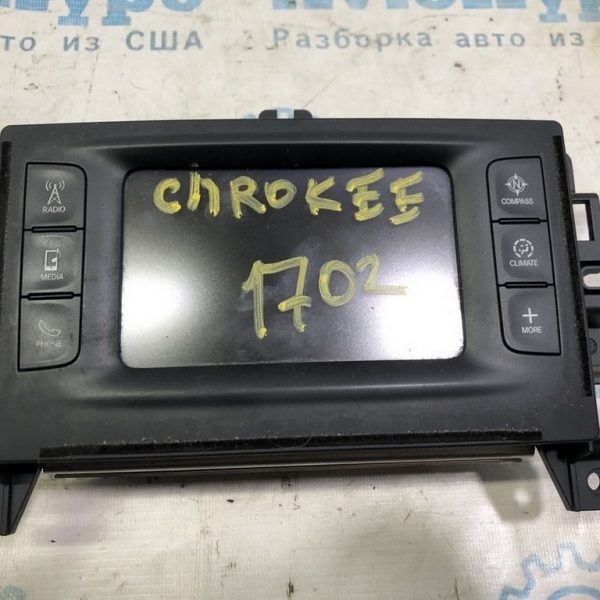 то из США Разборка авто из
RADIO
MEDIA
PHONE
CHROKEE
1702
COMPASS
CLIMATE
MORE